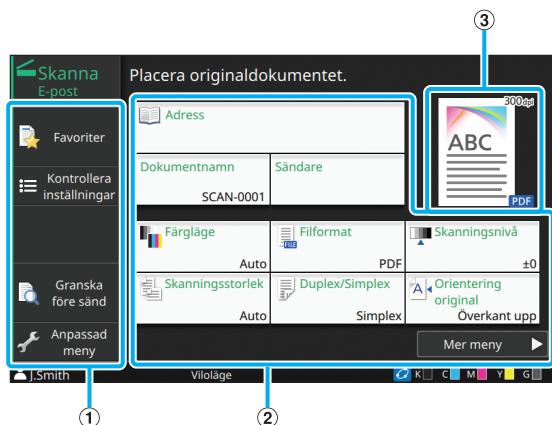 3
Skanna
E-post
Placera originaldokumentet.
Favoriter
Kontrollera
inställningar
Granska
före sänd
Anpassad
meny
Adress
Dokumentnamn
SCAN-0001
Sändare
300dpi
ABC
PDF
Färgläge
Auto
Filformat
FILE
PDF
Skanningsnivå
±0
Skanningsstorlek
Auto
Duplex/Simplex
Simplex
A
Orientering
original
Överkant upp
Mer meny
J.Smith
Viloläge
K C M Y G
1
2